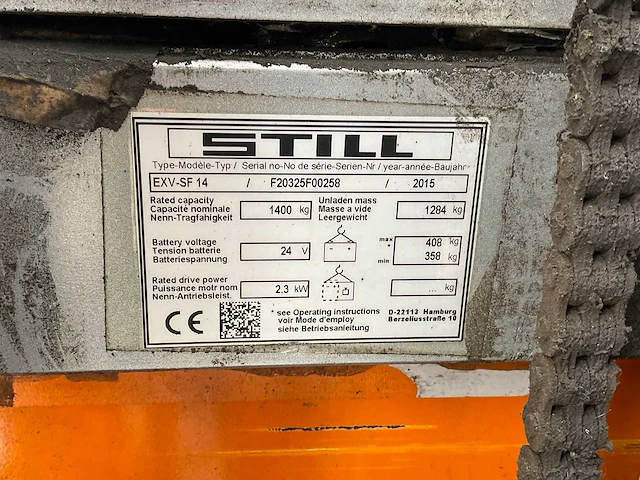 STILL
Type-Modèle-Typ / Serial no-No de série-Serien-Nr / year-année-Baujahr
EXV-SF 14 / F20325F00258 / 2015
Rated capacity
Capacité nominale
Nenn-Tragfahigkeit
1400 kg
Unladen mass
Masse a vide
Leergewicht
1284 kg
Battery voltage
Tension batterie
Batteriespannung
24 V
max
*
min
408 kg
358 kg
Rated drive power
Puissance motr nom
Nenn-Antriebsleist.
2.3 kW
... kg
CE
* see Operating instructions
voir Mode d'employ
siehe Betriebsanleitung
D-22113 Hamburg
Berzeliusstraße 10